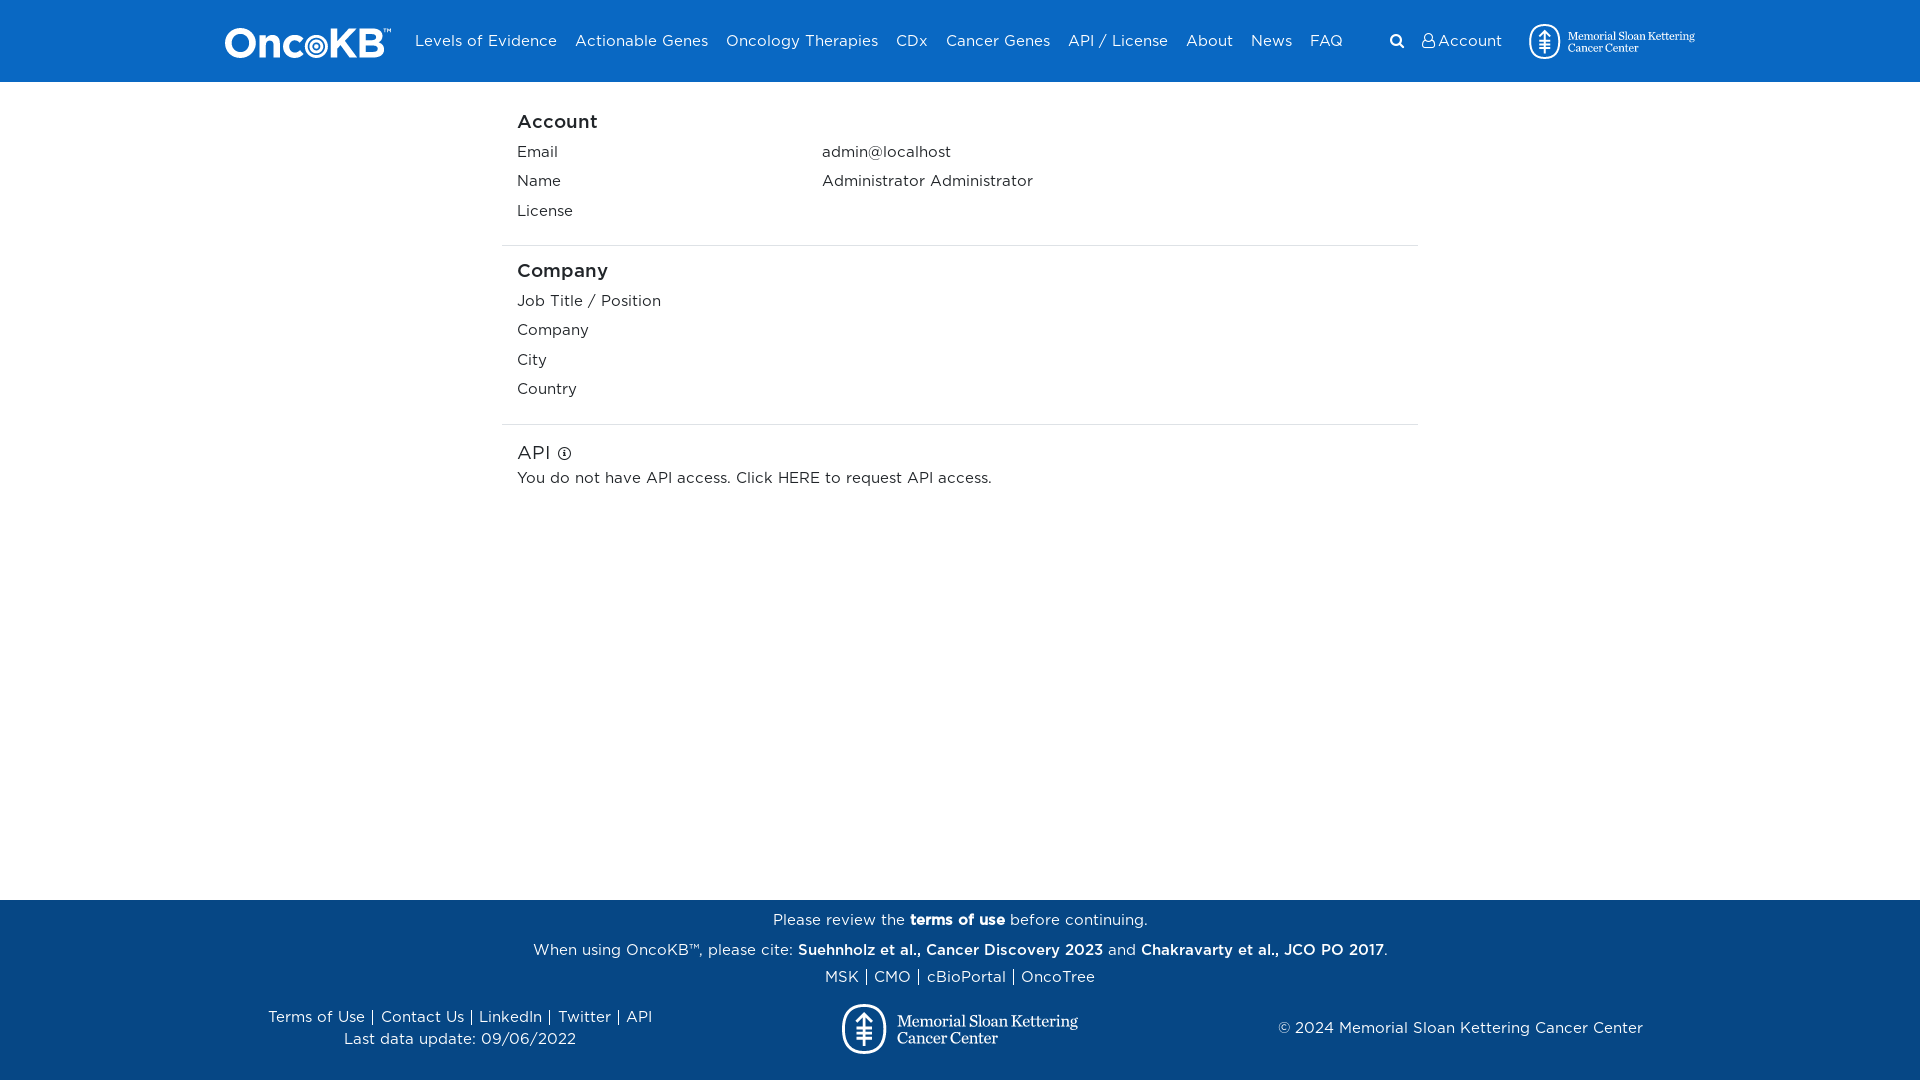 OncoKB™ Levels of Evidence Actionable Genes Oncology Therapies CDx Cancer Genes API / License About News FAQ Account Memorial Sloan Kettering
Cancer Center
Account
Email admin@localhost
Name Administrator Administrator
License
Company
Job Title / Position
Company
City
Country
API
You do not have API access. Click HERE to request API access.
Please review the terms of use before continuing.
When using OncoKB™, please cite: Suehnholz et al., Cancer Discovery 2023 and Chakravarty et al., JCO PO 2017.
MSK | CMO | cBioPortal | OncoTree
Terms of Use | Contact Us | LinkedIn | Twitter | API
Last data update: 09/06/2022
Memorial Sloan Kettering
Cancer Center
© 2024 Memorial Sloan Kettering Cancer Center